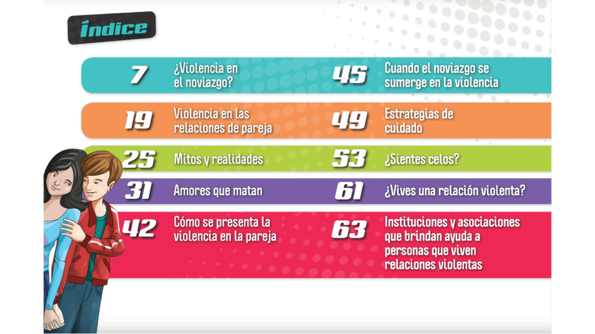 Índice
7
¿Violencia en
el noviazgo?
19
Violencia en las
relaciones de pareja
25
Mitos y realidades
31
Amores que matan
42
Cómo se presenta la
violencia en la pareja
45
Cuando el noviazgo se
sumerge en la violencia
49
Estrategias de
cuidado
53
¿Sientes celos?
61
¿Vives una relación violenta?
63
Instituciones y asociaciones
que brindan ayuda a
personas que viven
relaciones violentas